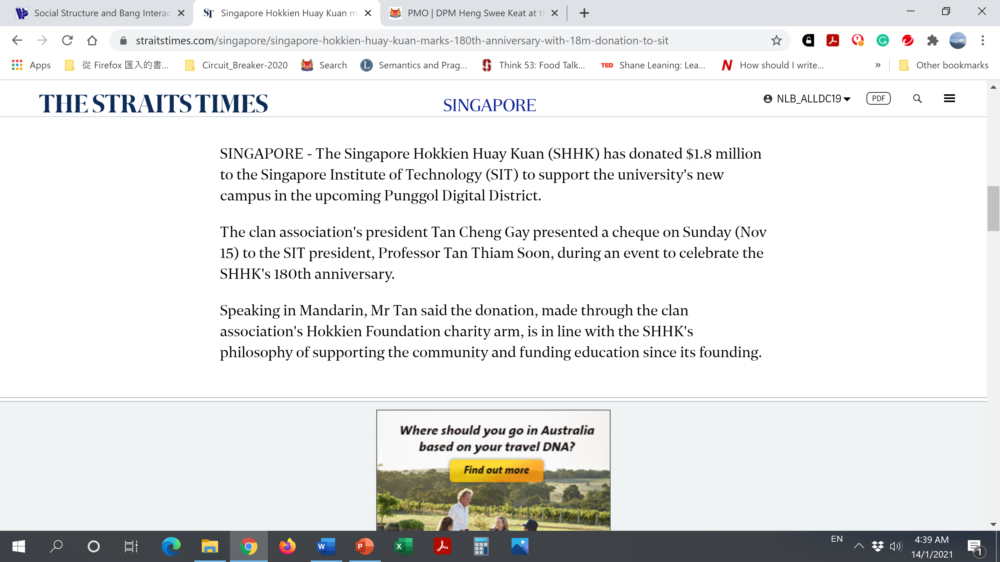 Social Structure and Bang Interac
Singapore Hokkien Huay Kuan m
PMO | DPM Heng Swee Keat at t
straitstimes.com/singapore/singapore-hokkien-huay-kuan-marks-180th-anniversary-with-18m-donation-to-sit
Apps
從 Firefox 匯入的書...
Circuit_Breaker-2020
Search
Semantics and Prag...
Think 53: Food Talk...
TED Shane Leaning: Lea...
How should I write...
» Other bookmarks
THE STRAITS TIMES
SINGAPORE
NLB_ALLDC19
PDF
SINGAPORE - The Singapore Hokkien Huay Kuan (SHHK) has donated $1.8 million
to the Singapore Institute of Technology (SIT) to support the university's new
campus in the upcoming Punggol Digital District.
The clan association's president Tan Cheng Gay presented a cheque on Sunday (Nov
15) to the SIT president, Professor Tan Thiam Soon, during an event to celebrate the
SHHK's 180th anniversary.
Speaking in Mandarin, Mr Tan said the donation, made through the clan
association's Hokkien Foundation charity arm, is in line with the SHHK's
philosophy of supporting the community and funding education since its founding.
Where should you go in Australia
based on your travel DNA?
Find out more
EN
4:39 AM
14/1/2021
1